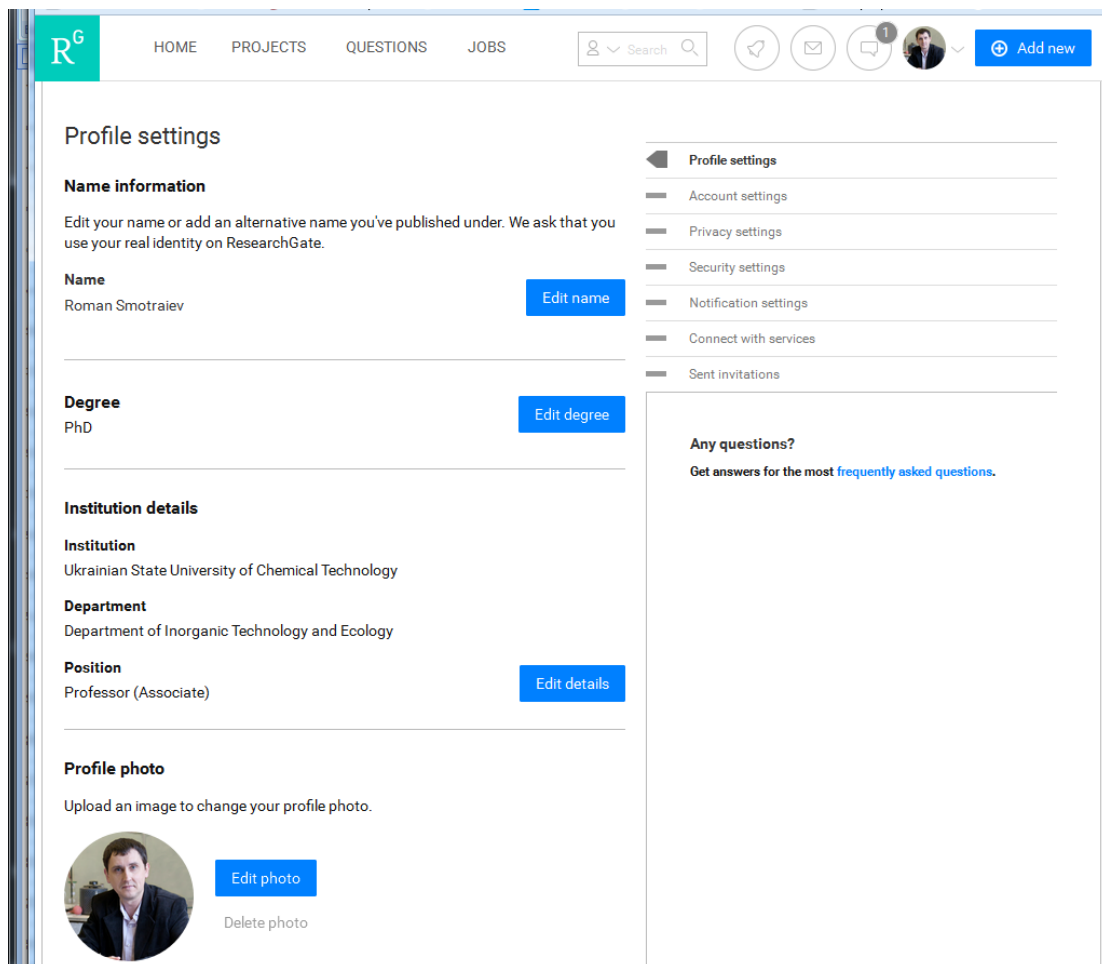 RG
HOME PROJECTS QUESTIONS JOBS Search 1 Add new
Profile settings
Name information
Edit your name or add an alternative name you've published under. We ask that you
use your real identity on ResearchGate.
Name
Roman Smotraiev
Edit name
Degree
PhD
Edit degree
Institution details
Institution
Ukrainian State University of Chemical Technology
Department
Department of Inorganic Technology and Ecology
Position
Professor (Associate)
Edit details
Profile photo
Upload an image to change your profile photo.
Edit photo
Delete photo
Profile settings
Account settings
Privacy settings
Security settings
Notification settings
Connect with services
Sent invitations
Any questions?
Get answers for the most frequently asked questions.